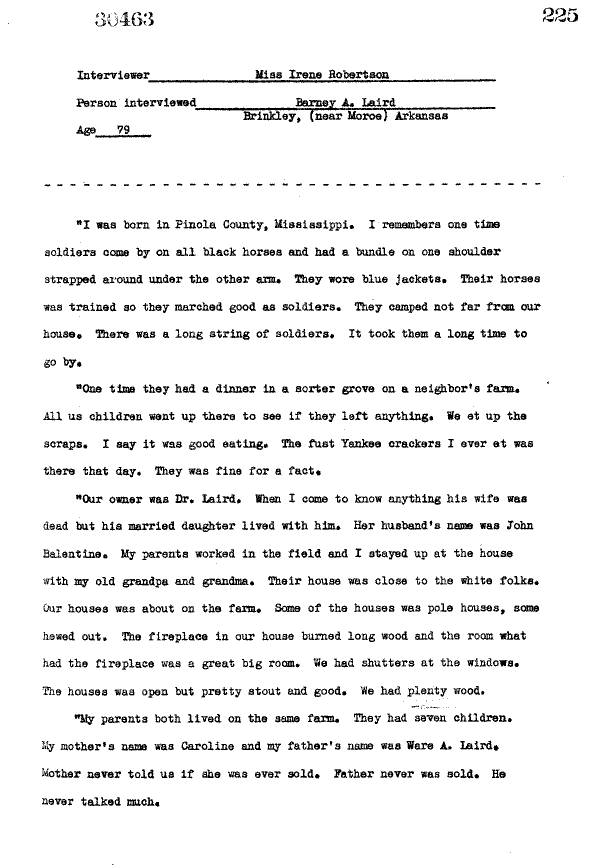 30463
225
Interviewer Miss Irene Robertson
Person interviewed Barney A. Laird
Brinkley, (near Moroe) Arkansas
Age 79
- - - - - - - - - - - - - - - - - - - - - - - - - - - - - - - - - - - - -
"I was born in Pinola County, Mississippi. I remembers one time
soldiers come by on all black horses and had a bundle on one shoulder
strapped around under the other arm. They wore blue jackets. Their horses
was trained so they marched good as soldiers. They camped not far from our
house. There was a long string of soldiers. It took them a long time to
go by.
"One time they had a dinner in a sorter grove on a neighbor's farm.
All us children went up there to see if they left anything. We et up the
scraps. I say it was good eating. The fust Yankee crackers I ever et was
there that day. They was fine for a fact.
"Our owner was Dr. Laird. When I come to know anything his wife was
dead but his married daughter lived with him. Her husband's name was John
Balentine. My parents worked in the field and I stayed up at the house
with my old grandpa and grandma. Their house was close to the white folks.
Our houses was about on the farm. Some of the houses was pole houses, some
hewed out. The fireplace in our house burned long wood and the room what
had the fireplace was a great big room. We had shutters at the windows.
The houses was open but pretty stout and good. We had plenty wood.
"My parents both lived on the same farm. They had seven children.
My mother's name was Caroline and my father's name was Ware A. Laird.
Mother never told us if she was ever sold. Father never was sold. He
never talked much.